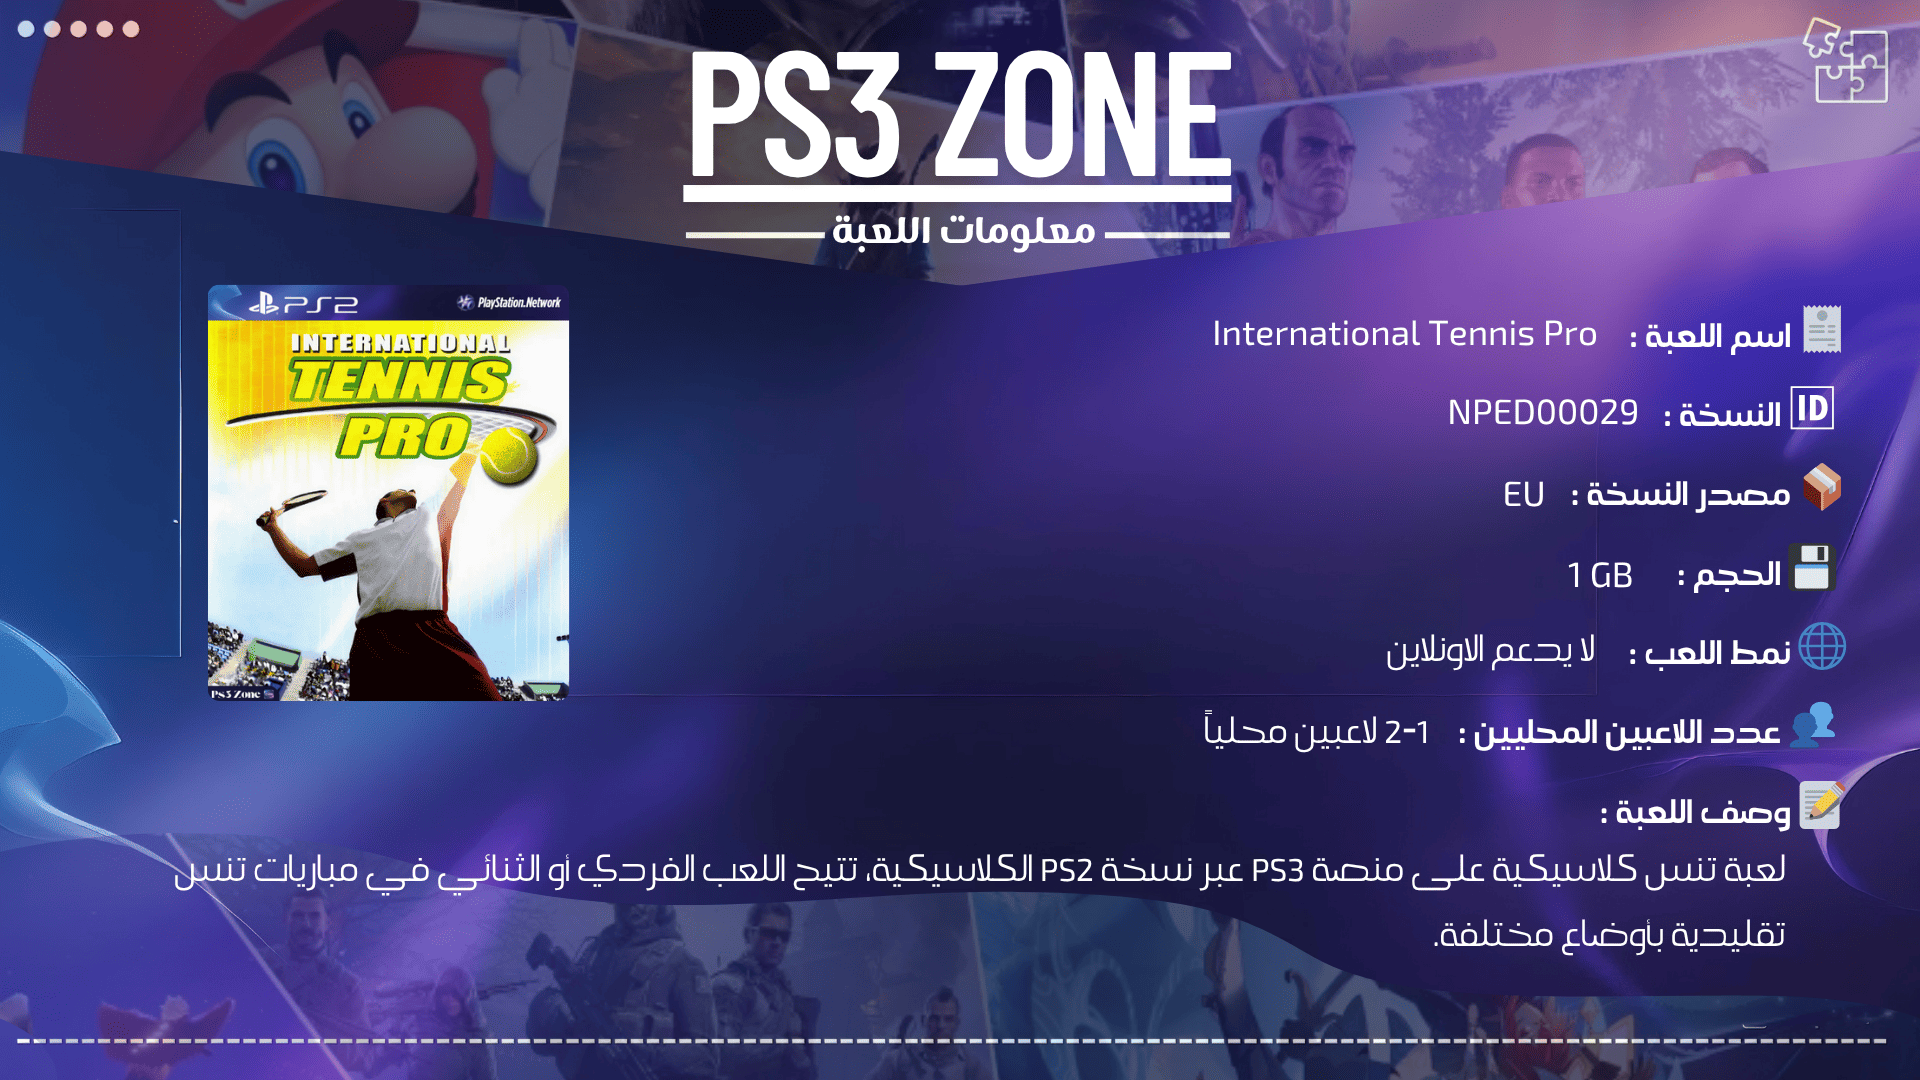 PS3 ZONE
معلومات اللعبة
PS2
PlayStation.Network
INTERNATIONAL
TENNIS
PRO
Ps3 Zone
اسم اللعبة : International Tennis Pro
ID النسخة : NPED00029
مصدر النسخة : EU
الحجم : 1 GB
نمط اللعب : لا يدعم الاونلاين
عدد اللاعبين المحليين : 1-2 لاعبين محلياً
وصف اللعبة :
لعبة تنس كلاسيكية على منصة PS3 عبر نسخة PS2 الكلاسيكية، تتيح اللعب الفردي أو الثنائي في مباريات تنس
تقليدية بأوضاع مختلفة.